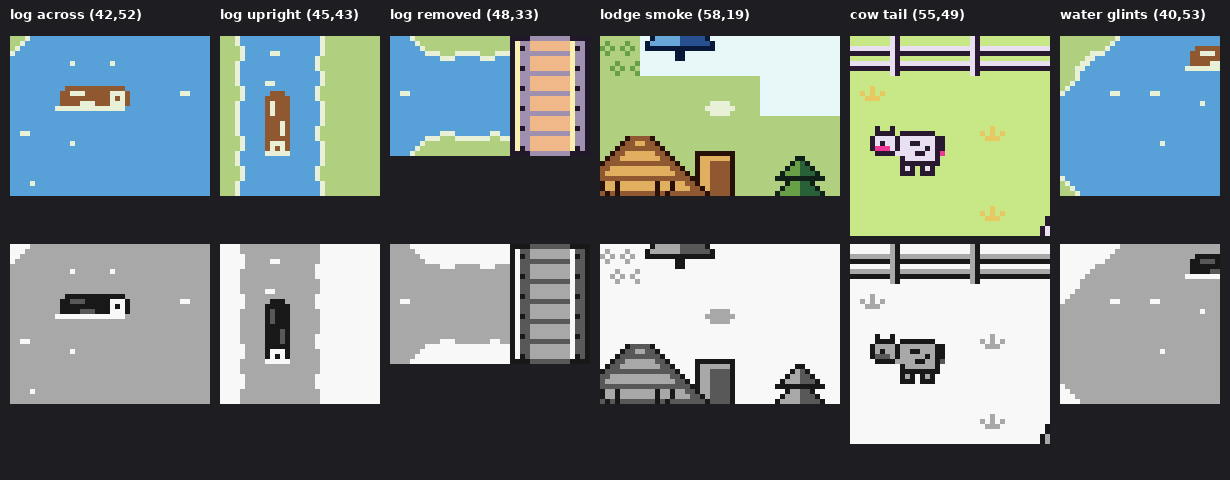 log across (42,52)
log upright (45,43)
log removed (48,33)
lodge smoke (58,19)
cow tail (55,49)
water glints (40,53)